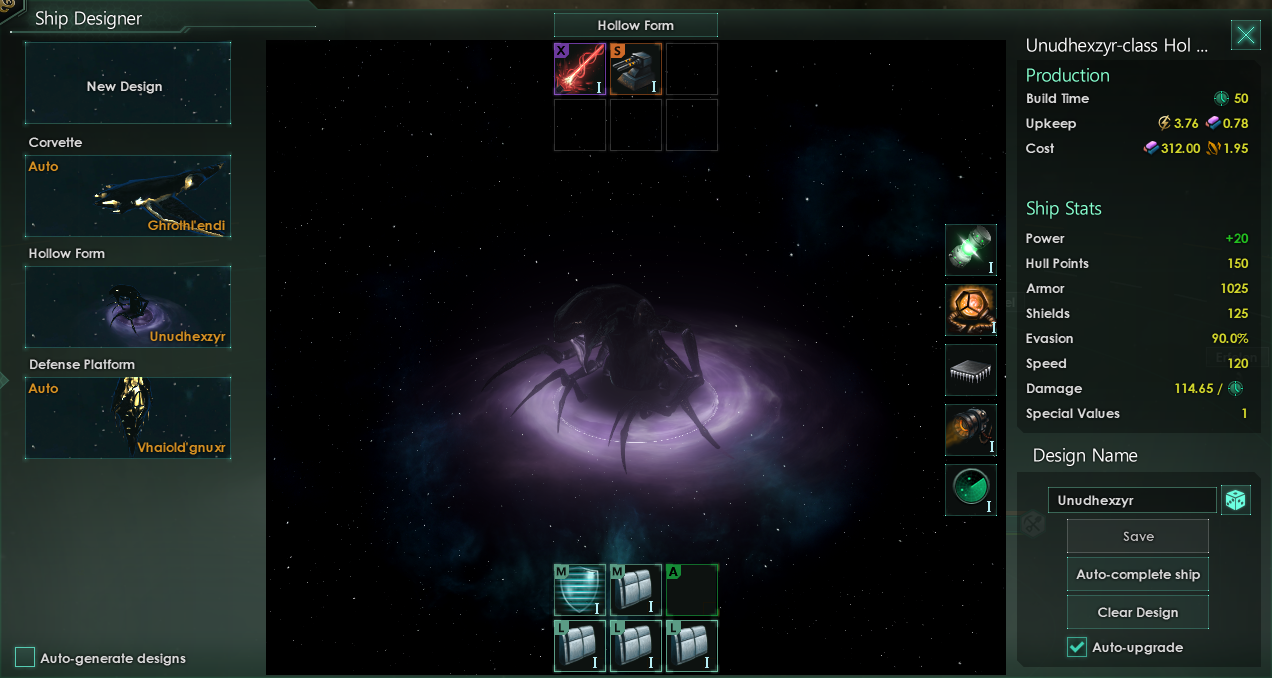 Ship Designer
New Design
Corvette
Auto
Ghrothl'endi
Hollow Form
Unudhexzyr
Defense Platform
Auto
Vhaiold'gnuxr
Auto-generate designs
Hollow Form
X
I
S
I
I
I
I
I
M
I
M
I
A
L
I
L
I
L
I
Unudhexzyr-class Hol ...
Production
Build Time 50
Upkeep 3.76 0.78
Cost 312.00 1.95
Ship Stats
Power +20
Hull Points 150
Armor 1025
Shields 125
Evasion 90.0%
Speed 120
Damage 114.65 /
Special Values 1
Design Name
Unudhexzyr
Save
Auto-complete ship
Clear Design
Auto-upgrade